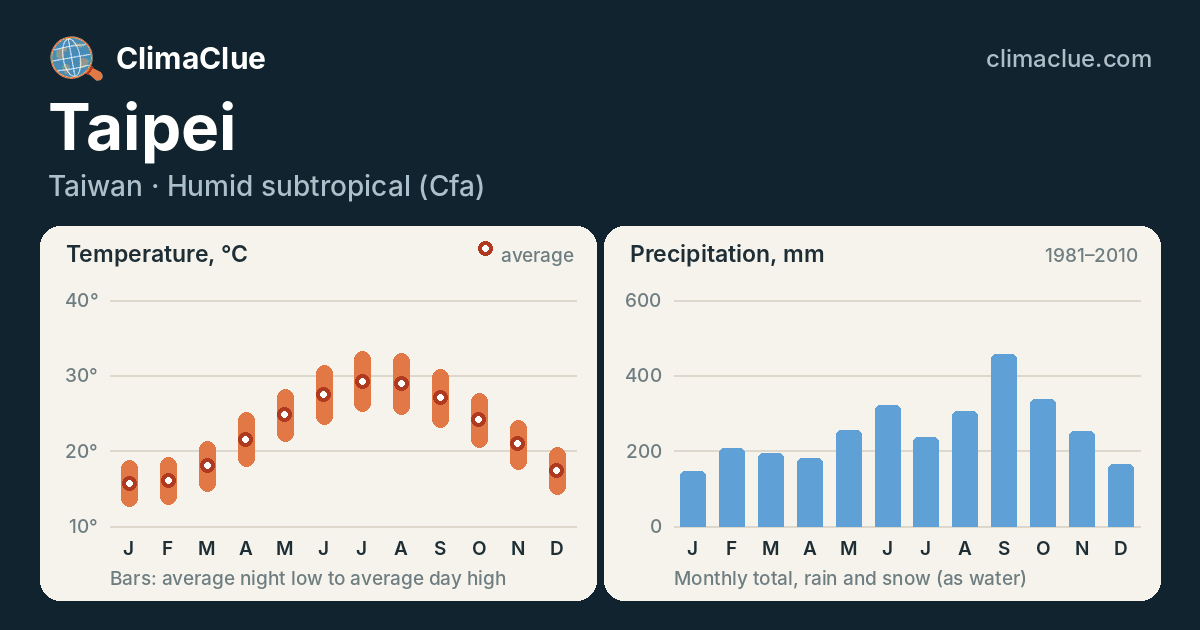 ClimaClue
climaclue.com
Taipei
Taiwan · Humid subtropical (Cfa)
Temperature, °C
average
40°
30°
20°
10°
J F M A M J J A S O N D
Bars: average night low to average day high
Precipitation, mm
1981–2010
600
400
200
0
J F M A M J J A S O N D
Monthly total, rain and snow (as water)